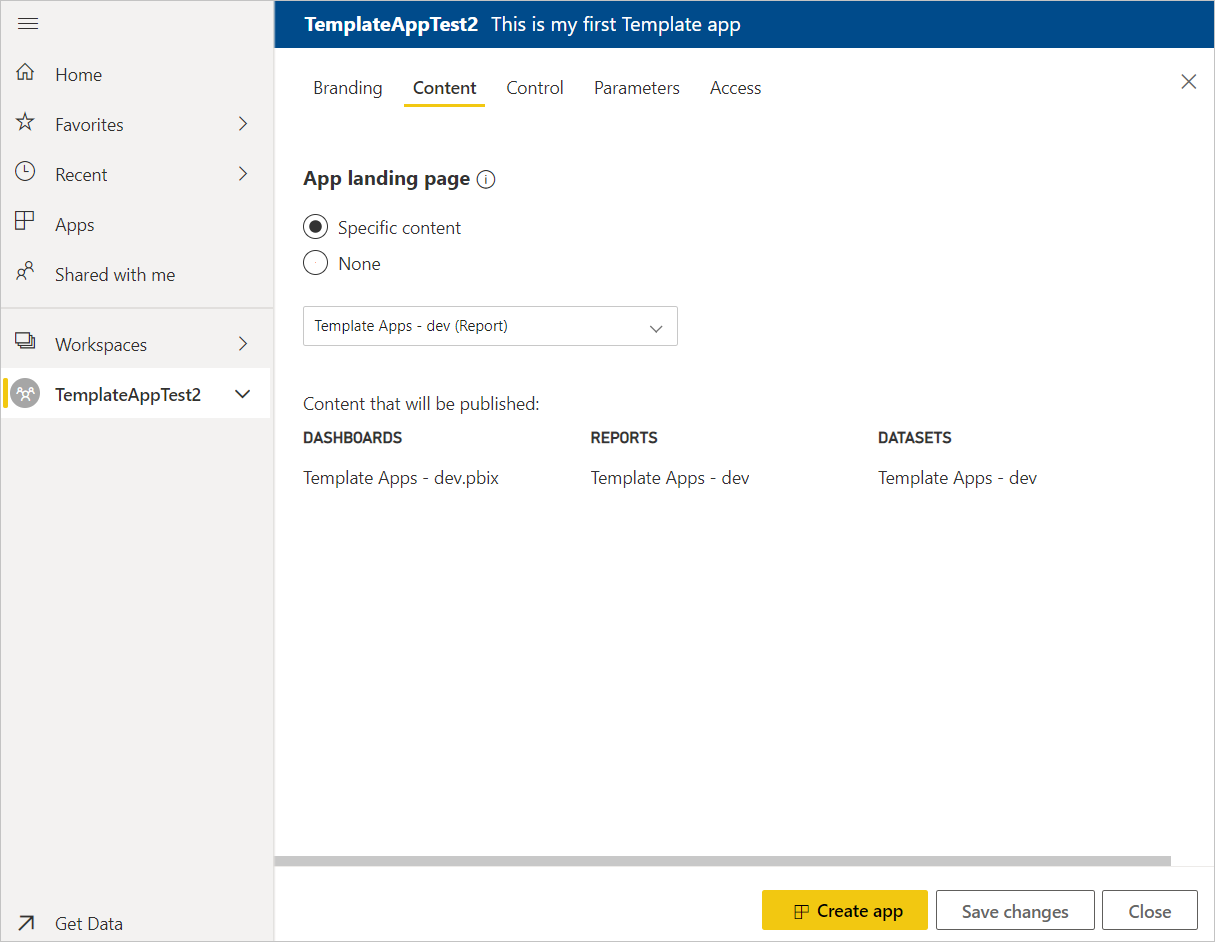 TemplateAppTest2 This is my first Template app
Home
Favorites
Recent
Apps
Shared with me
Workspaces
TemplateAppTest2
Get Data
Branding Content Control Parameters Access
App landing page
Specific content
None
Template Apps - dev (Report)
Content that will be published:
DASHBOARDS REPORTS DATASETS
Template Apps - dev.pbix Template Apps - dev Template Apps - dev
Create app Save changes Close